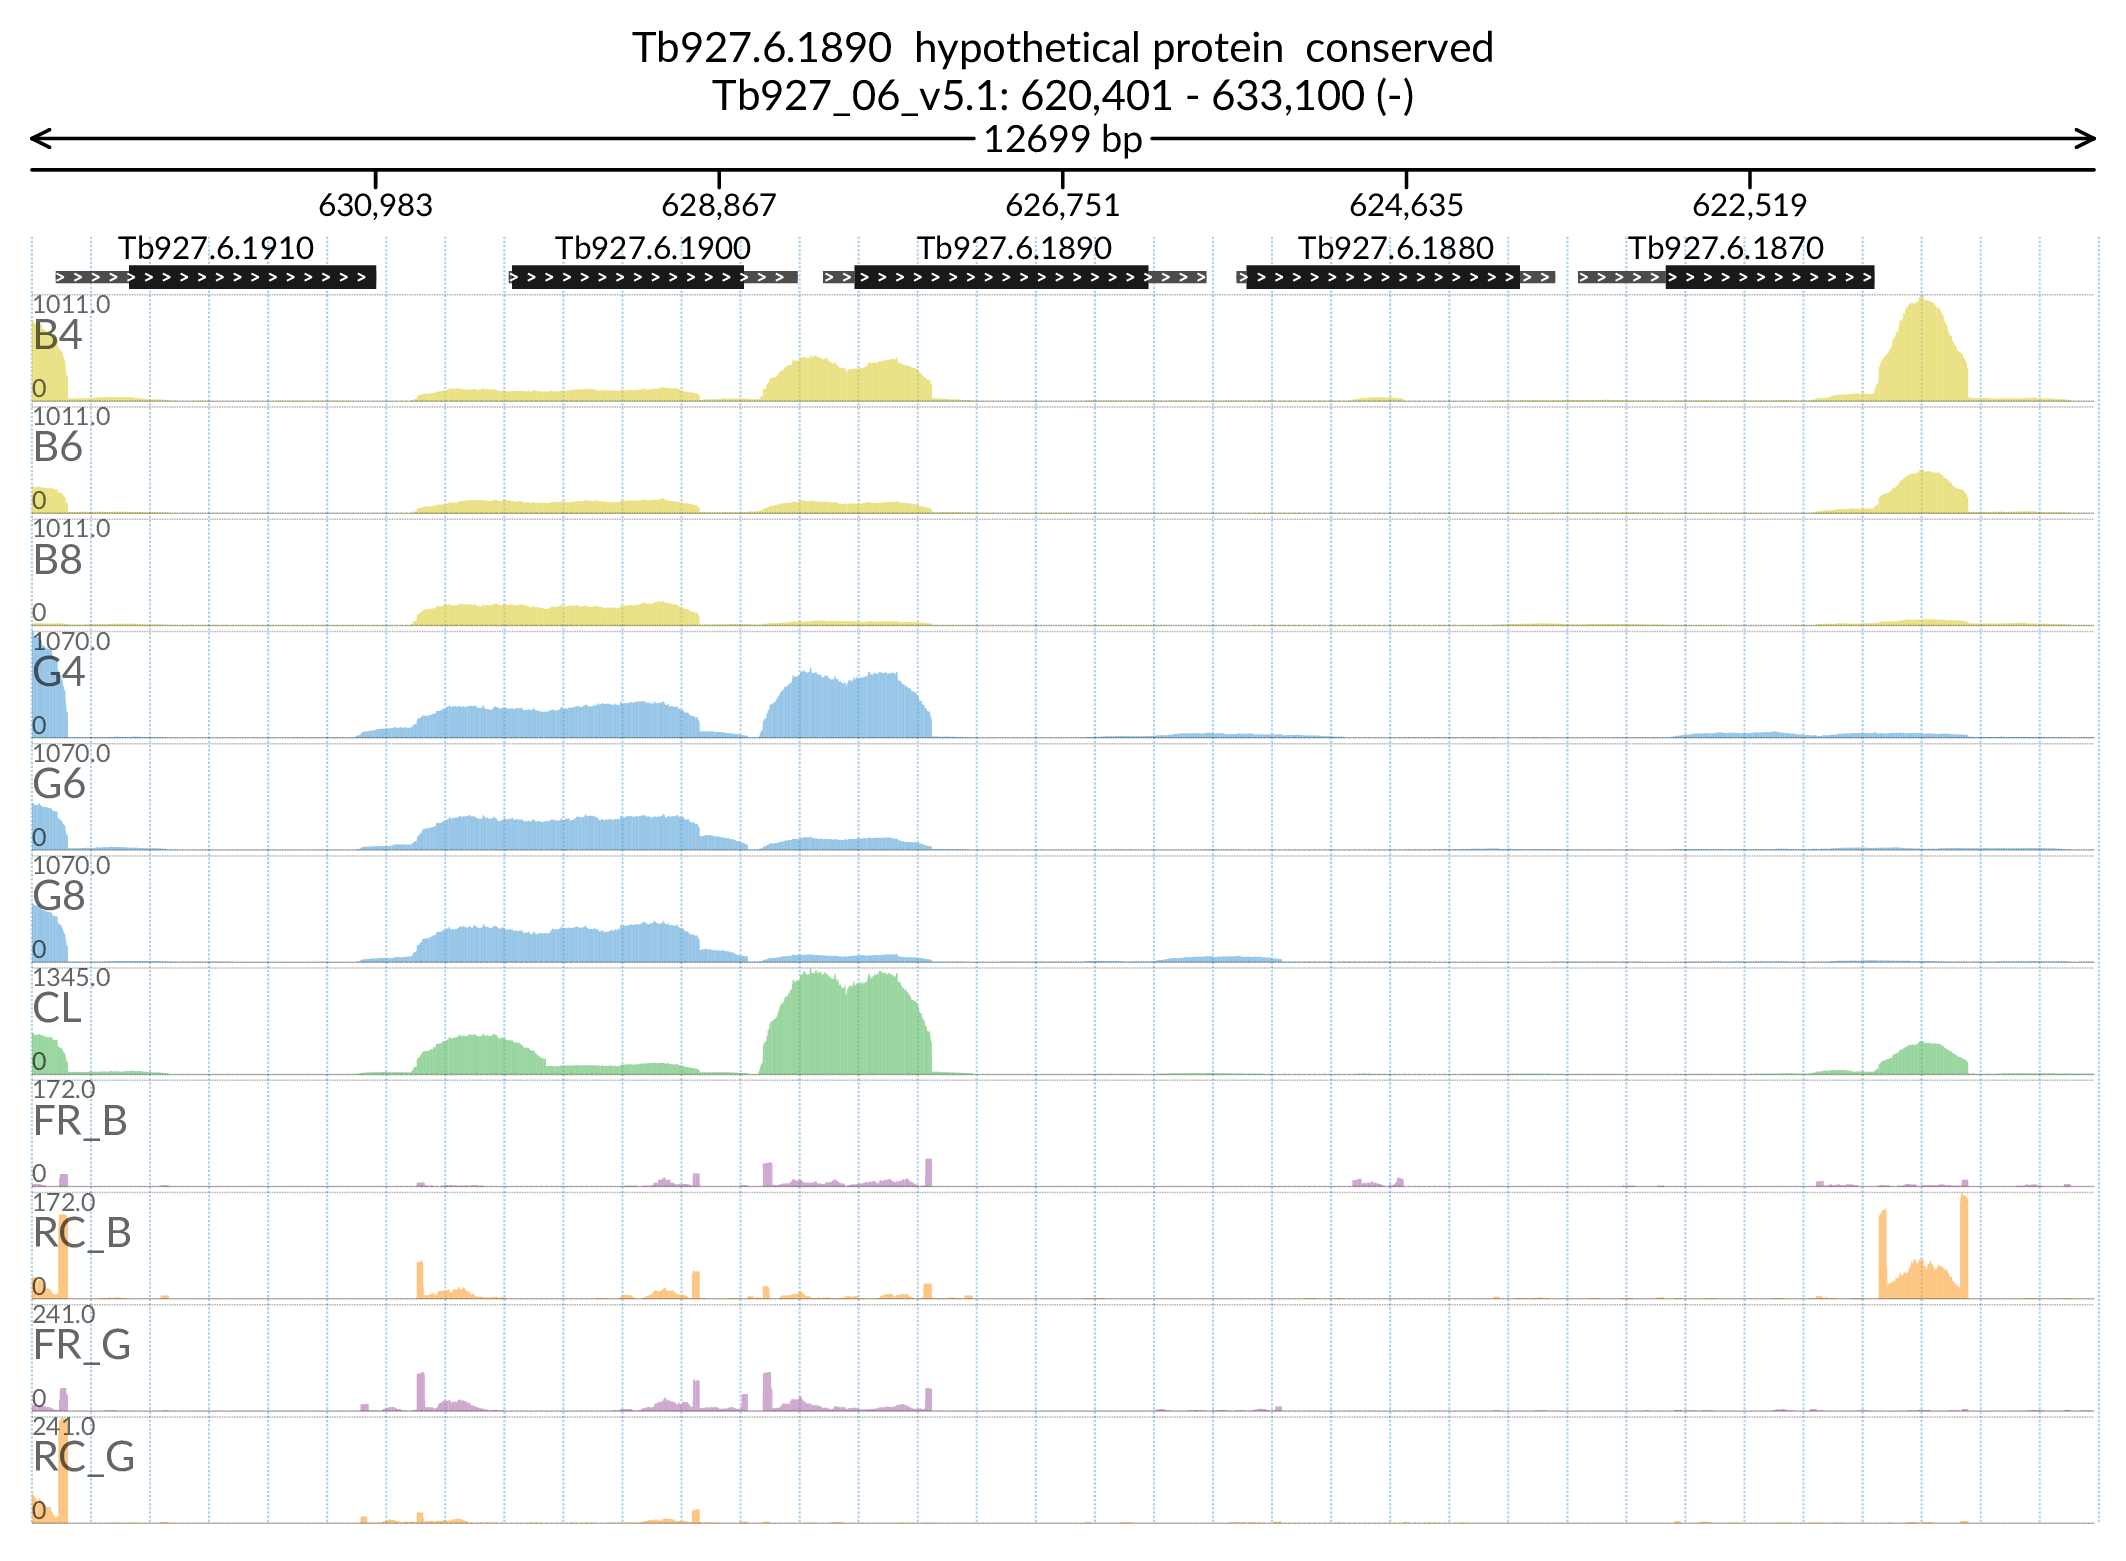 Tb927.6.1890  hypothetical protein  conserved
Tb927_06_v5.1: 620,401 - 633,100 (-)
12699 bp
630,983 628,867 626,751 624,635 622,519
Tb927.6.1910 Tb927.6.1900 Tb927.6.1890 Tb927.6.1880 Tb927.6.1870
1011.0
B4
0
1011.0
B6
0
1011.0
B8
0
1070.0
G4
0
1070.0
G6
0
1070.0
G8
0
1345.0
CL
0
172.0
FR_B
0
172.0
RC_B
0
241.0
FR_G
0
241.0
RC_G
0